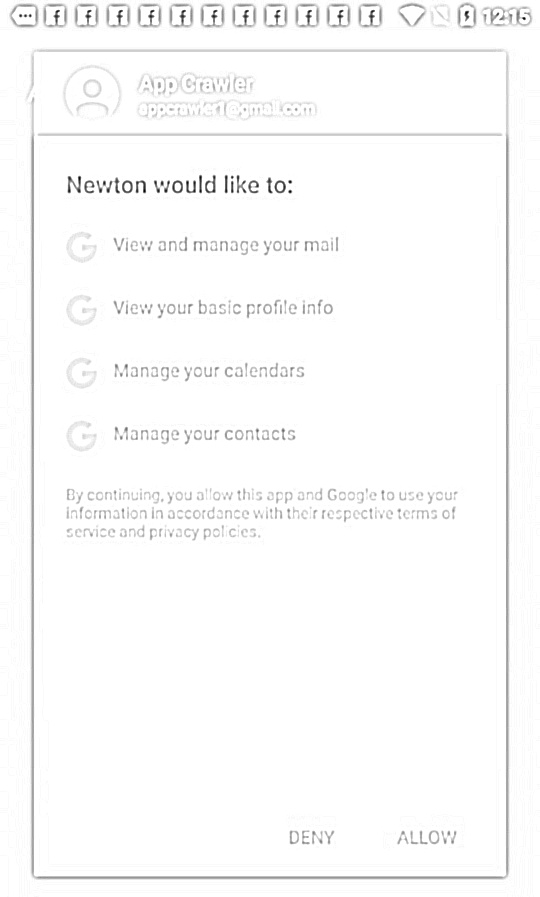 12:15
App Crawler
appcrawler1@gmail.com
Newton would like to:
View and manage your mail
View your basic profile info
Manage your calendars
Manage your contacts
By continuing, you allow this app and Google to use your
information in accordance with their respective terms of
service and privacy policies.
DENY ALLOW